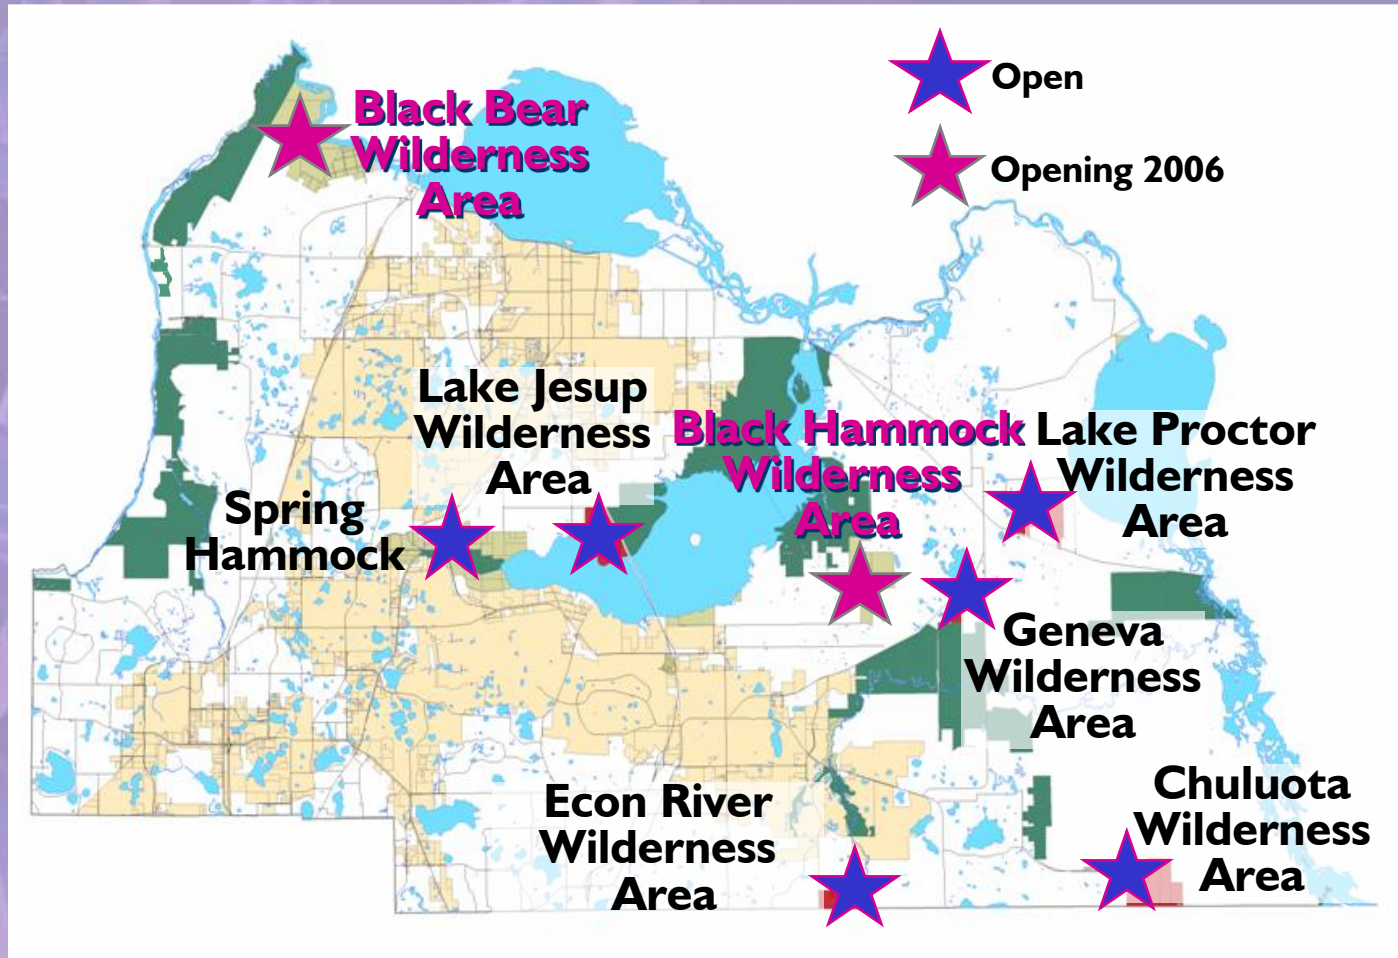 Open
Opening 2006
Black Bear
Wilderness
Area
Lake Jesup
Wilderness
Area
Black Hammock
Wilderness
Area
Lake Proctor
Wilderness
Area
Spring
Hammock
Geneva
Wilderness
Area
Econ River
Wilderness
Area
Chuluota
Wilderness
Area